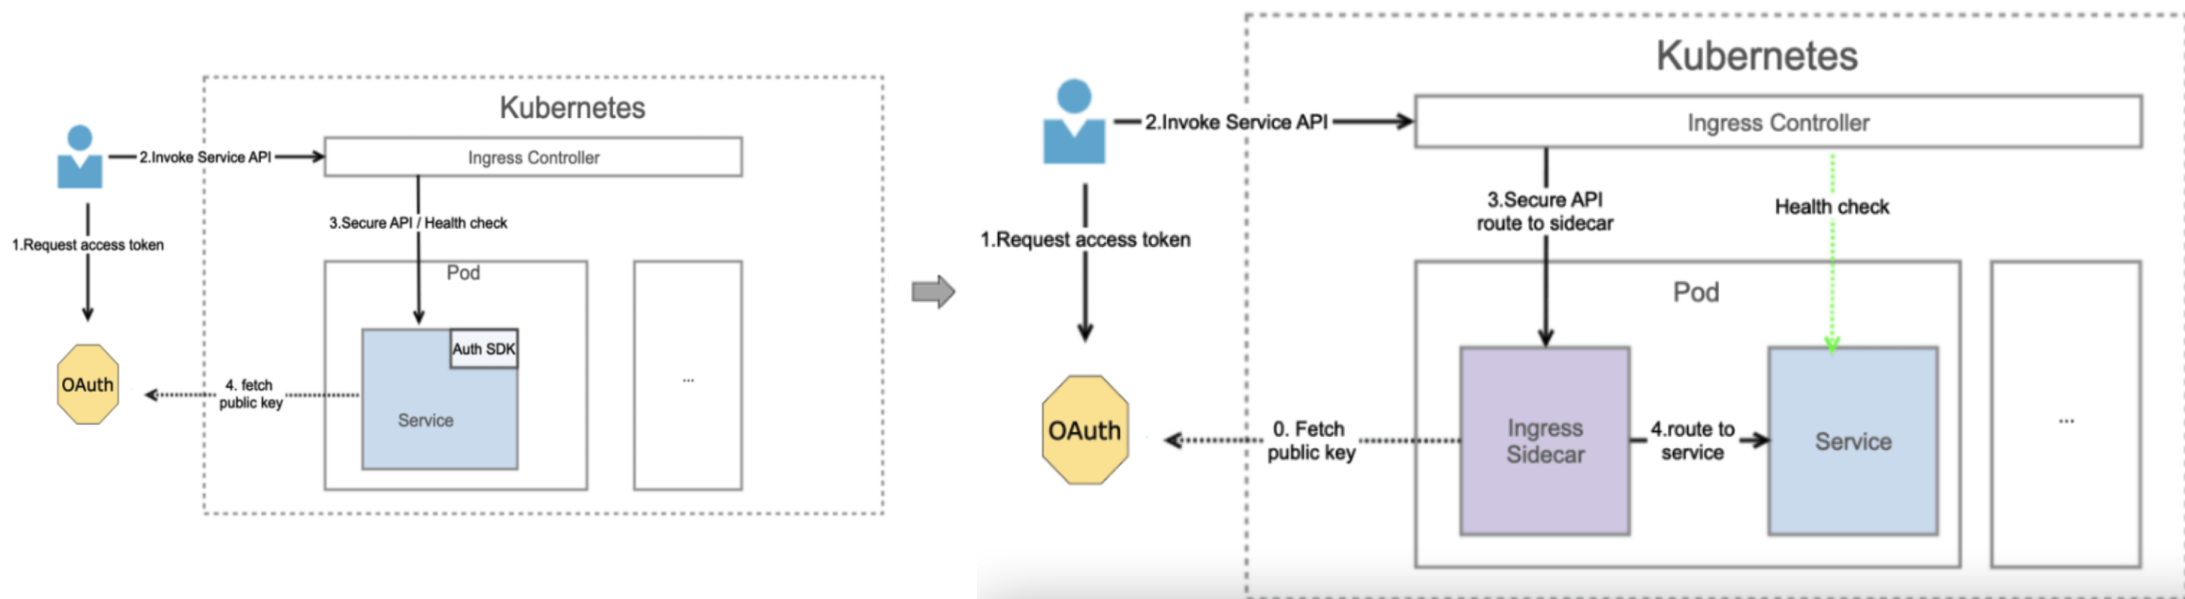 Kubernetes
2.Invoke Service API
Ingress Controller
3.Secure API / Health check
1.Request access token
Pod
Auth SDK
OAuth
4. fetch
public key
Service
...
Kubernetes
2.Invoke Service API
Ingress Controller
3.Secure API
route to sidecar
Health check
1.Request access token
Pod
OAuth
0. Fetch
public key
Ingress
Sidecar
4.route to
service
Service
...